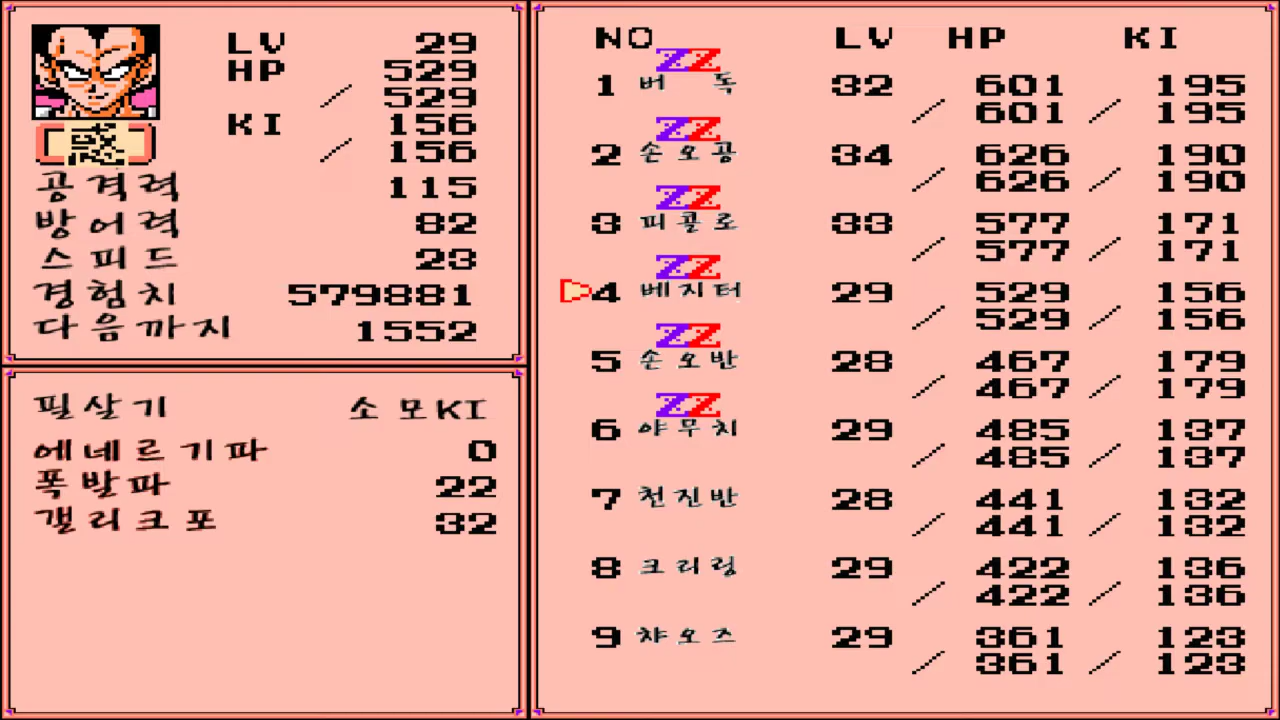 LV 29
HP 529
/ 529
KI 156
/ 156
공격력 115
방어력 82
스피드 23
경험치 579881
다음까지 1552
필살기 소모KI
에네르기파 0
폭발파 22
갤리크포 32
NO LV HP KI
ZZ
1 버독 32 601 195
/ 601 / 195
ZZ
2 손오공 34 626 190
/ 626 / 190
ZZ
3 피콜로 33 577 171
/ 577 / 171
ZZ
4 베지터 29 529 156
/ 529 / 156
ZZ
5 손오반 28 467 179
/ 467 / 179
ZZ
6 야무치 29 485 137
/ 485 / 137
7 천진반 28 441 132
/ 441 / 132
8 크리링 29 422 136
/ 422 / 136
9 챠오즈 29 361 123
/ 361 / 123